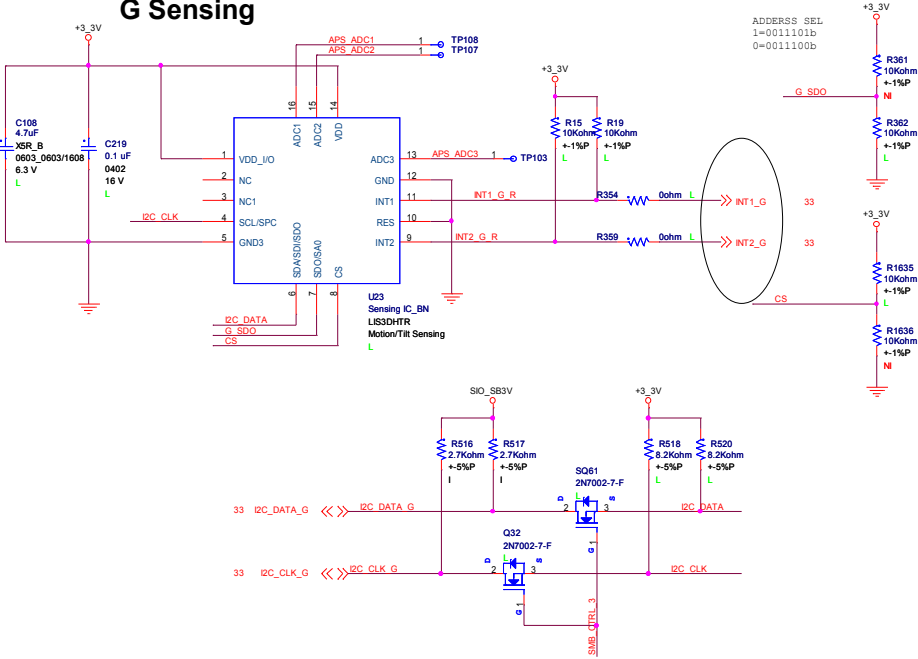 G Sensing
+3_3V
C108
4.7uF
X5R_B
0603_0603/1608
6.3 V
L
C219
0.1 uF
0402
16 V
L
APS_ADC1
1
TP108
APS_ADC2
1
TP107
16
15
14
ADC1
ADC2
VDD
1
VDD_I/O
2
NC
3
NC1
I2C_CLK
4
SCL/SPC
5
GND3
ADC3
13
APS_ADC3
1
TP103
GND
12
INT1
11
INT1_G_R
RES
10
INT2
9
INT2_G_R
SDA/SDI/SDO
SDO/SA0
CS
6
7
8
I2C_DATA
G_SDO
CS
U23
Sensing IC_BN
LIS3DHTR
Motion/Tilt Sensing
L
+3_3V
R15
10Kohm
+-1%P
L
R19
10Kohm
+-1%P
L
R354
0ohm
L
INT1_G
33
R359
0ohm
L
INT2_G
33
ADDERSS SEL
1=0011101b
0=0011100b
+3_3V
R361
10Kohm
+-1%P
NI
G_SDO
R362
10Kohm
+-1%P
L
+3_3V
R1635
10Kohm
+-1%P
L
CS
R1636
10Kohm
+-1%P
NI
SIO_SB3V
R516
2.7Kohm
+-5%P
I
R517
2.7Kohm
+-5%P
I
+3_3V
R518
8.2Kohm
+-5%P
L
R520
8.2Kohm
+-5%P
L
SQ61
2N7002-7-F
L
D
S
2
3
G
1
33
I2C_DATA_G
I2C_DATA_G
I2C_DATA
Q32
2N7002-7-F
L
D
S
2
3
G
1
33
I2C_CLK_G
I2C_CLK_G
I2C_CLK
SMB_CTRL_3